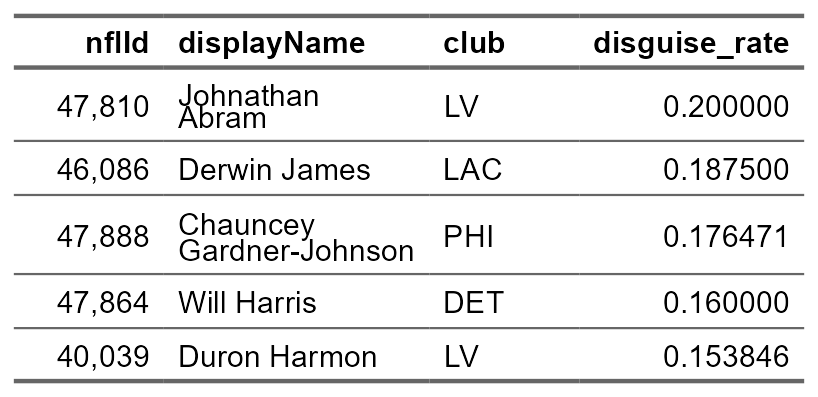 nflId displayName club disguise_rate
47,810 Johnathan Abram LV 0.200000
46,086 Derwin James LAC 0.187500
47,888 Chauncey Gardner-Johnson PHI 0.176471
47,864 Will Harris DET 0.160000
40,039 Duron Harmon LV 0.153846